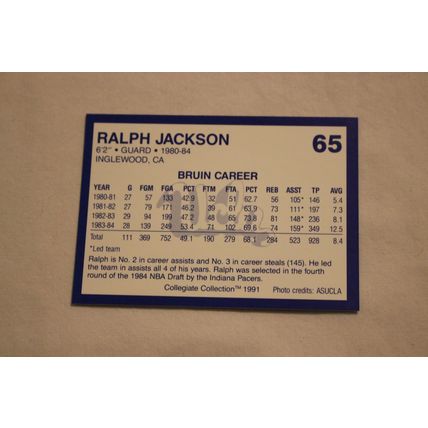 RALPH JACKSON 65
6'2" • GUARD • 1980-84
INGLEWOOD, CA
BRUIN CAREER
YEAR G FGM FGA PCT FTM FTA PCT REB ASST TP AVG
1980-81 27 57 133 42.9 32 51 62.7 56 105* 146 5.4
1981-82 27 79 171 46.2 39 61 63.9 73 111* 197 7.3
1982-83 29 94 199 47.2 48 65 73.8 81 148* 236 8.1
1983-84 28 139 249 53.4 71 102 69.6 74 159* 349 12.5
Total 111 369 752 49.1 190 279 68.1 284 523 928 8.4
*Led team
Ralph is No. 2 in career assists and No. 3 in career steals (145). He led
the team in assists all 4 of his years. Ralph was selected in the fourth
round of the 1984 NBA Draft by the Indiana Pacers.
Collegiate Collection™ 1991 Photo credits: ASUCLA